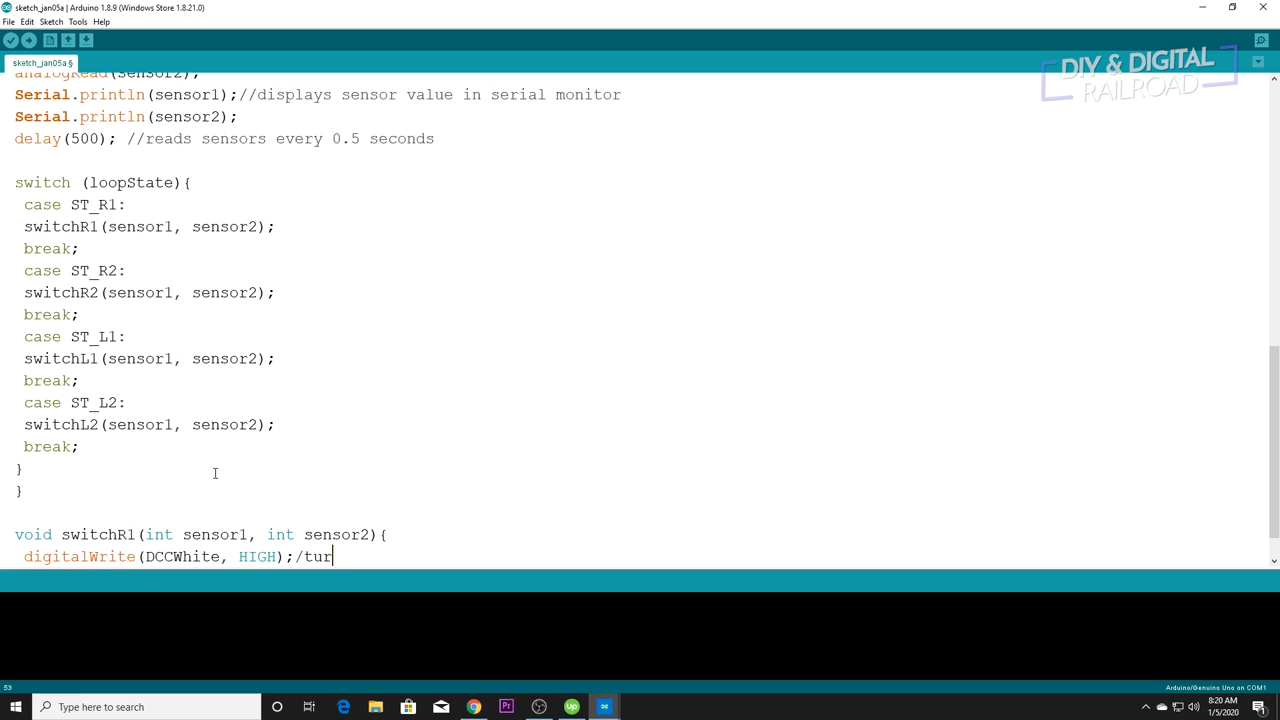 sketch_jan05a | Arduino 1.8.9 (Windows Store 1.8.21.0)
File Edit Sketch Tools Help
sketch_jan05a §
DIY & DIGITAL
RAILROAD
analogRead(sensor2);
Serial.println(sensor1);//displays sensor value in serial monitor
Serial.println(sensor2);
delay(500); //reads sensors every 0.5 seconds
switch (loopState){
case ST_R1:
switchR1(sensor1, sensor2);
break;
case ST_R2:
switchR2(sensor1, sensor2);
break;
case ST_L1:
switchL1(sensor1, sensor2);
break;
case ST_L2:
switchL2(sensor1, sensor2);
break;
}
}
void switchR1(int sensor1, int sensor2){
digitalWrite(DCCWhite, HIGH);/tur
53
Arduino/Genuino Uno on COM1
Type here to search
8:20 AM
1/5/2020